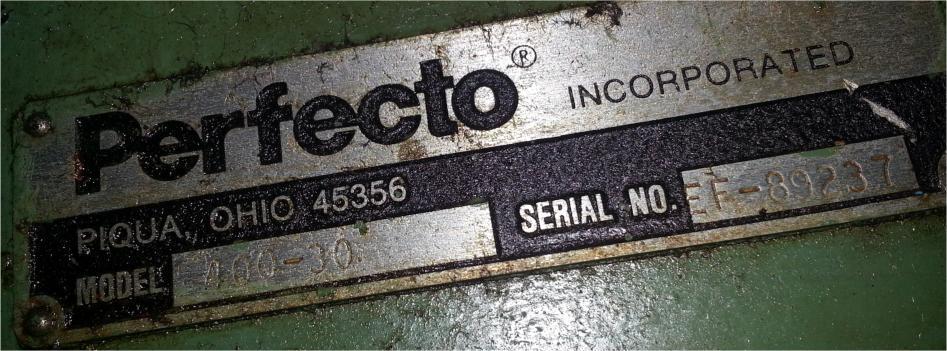 Perfecto® INCORPORATED
PIQUA, OHIO 45356
MODEL 400-30 SERIAL NO. EF-89237